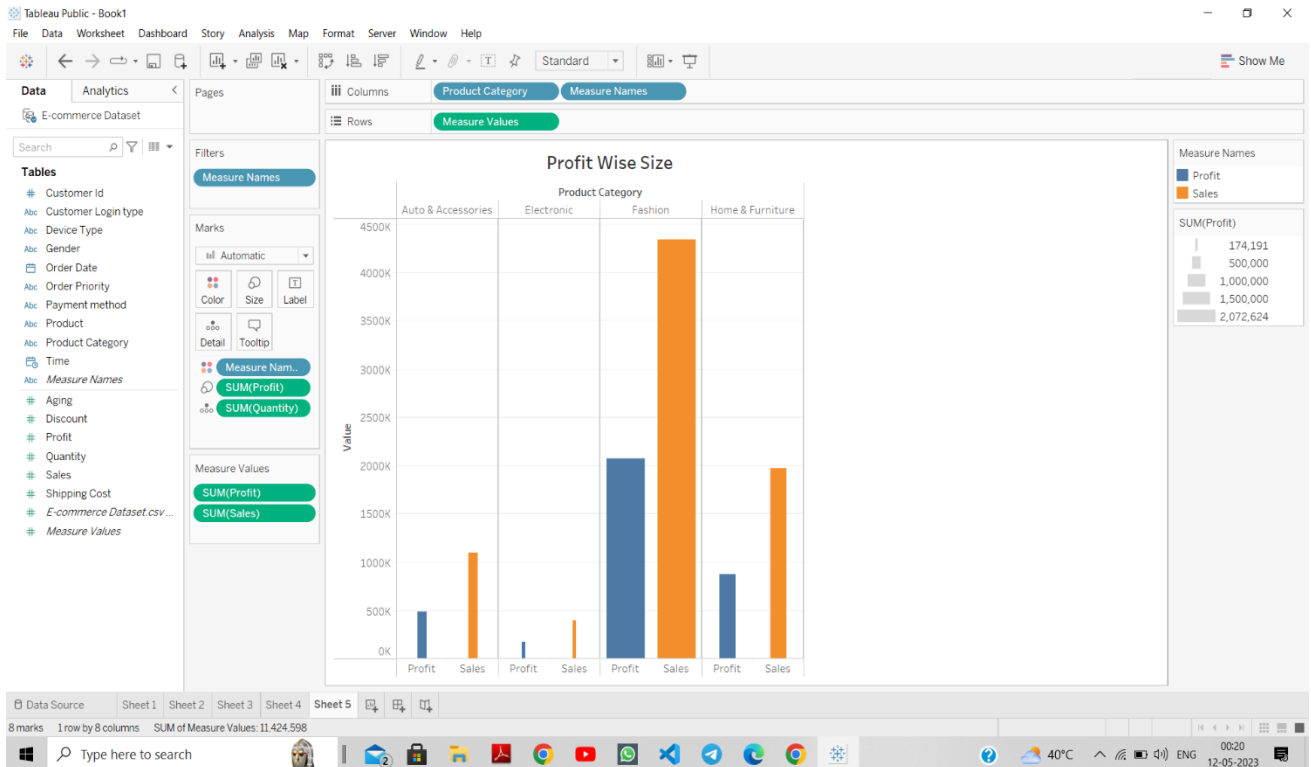 Tableau Public - Book1
File Data Worksheet Dashboard Story Analysis Map Format Server Window Help
Standard
Show Me
Data Analytics
E-commerce Dataset
Search
Tables
# Customer Id
Abc Customer Login type
Abc Device Type
Abc Gender
Order Date
Abc Order Priority
Abc Payment method
Abc Product
Abc Product Category
Time
Abc Measure Names
# Aging
# Discount
# Profit
# Quantity
# Sales
# Shipping Cost
# E-commerce Dataset.csv ...
# Measure Values
Pages
Filters
Measure Names
Marks
Automatic
Color Size Label
Detail Tooltip
Measure Nam..
SUM(Profit)
SUM(Quantity)
Measure Values
SUM(Profit)
SUM(Sales)
Columns Product Category Measure Names
Rows Measure Values
Profit Wise Size
Product Category
Auto & Accessories Electronic Fashion Home & Furniture
4500K
4000K
3500K
3000K
2500K
2000K
1500K
1000K
500K
0K
Value
Profit Sales Profit Sales Profit Sales Profit Sales
Measure Names
Profit
Sales
SUM(Profit)
174,191
500,000
1,000,000
1,500,000
2,072,624
Data Source Sheet 1 Sheet 2 Sheet 3 Sheet 4 Sheet 5
8 marks 1 row by 8 columns SUM of Measure Values: 11.424.598
Type here to search
2
40°C ENG 00:20
12-05-2023